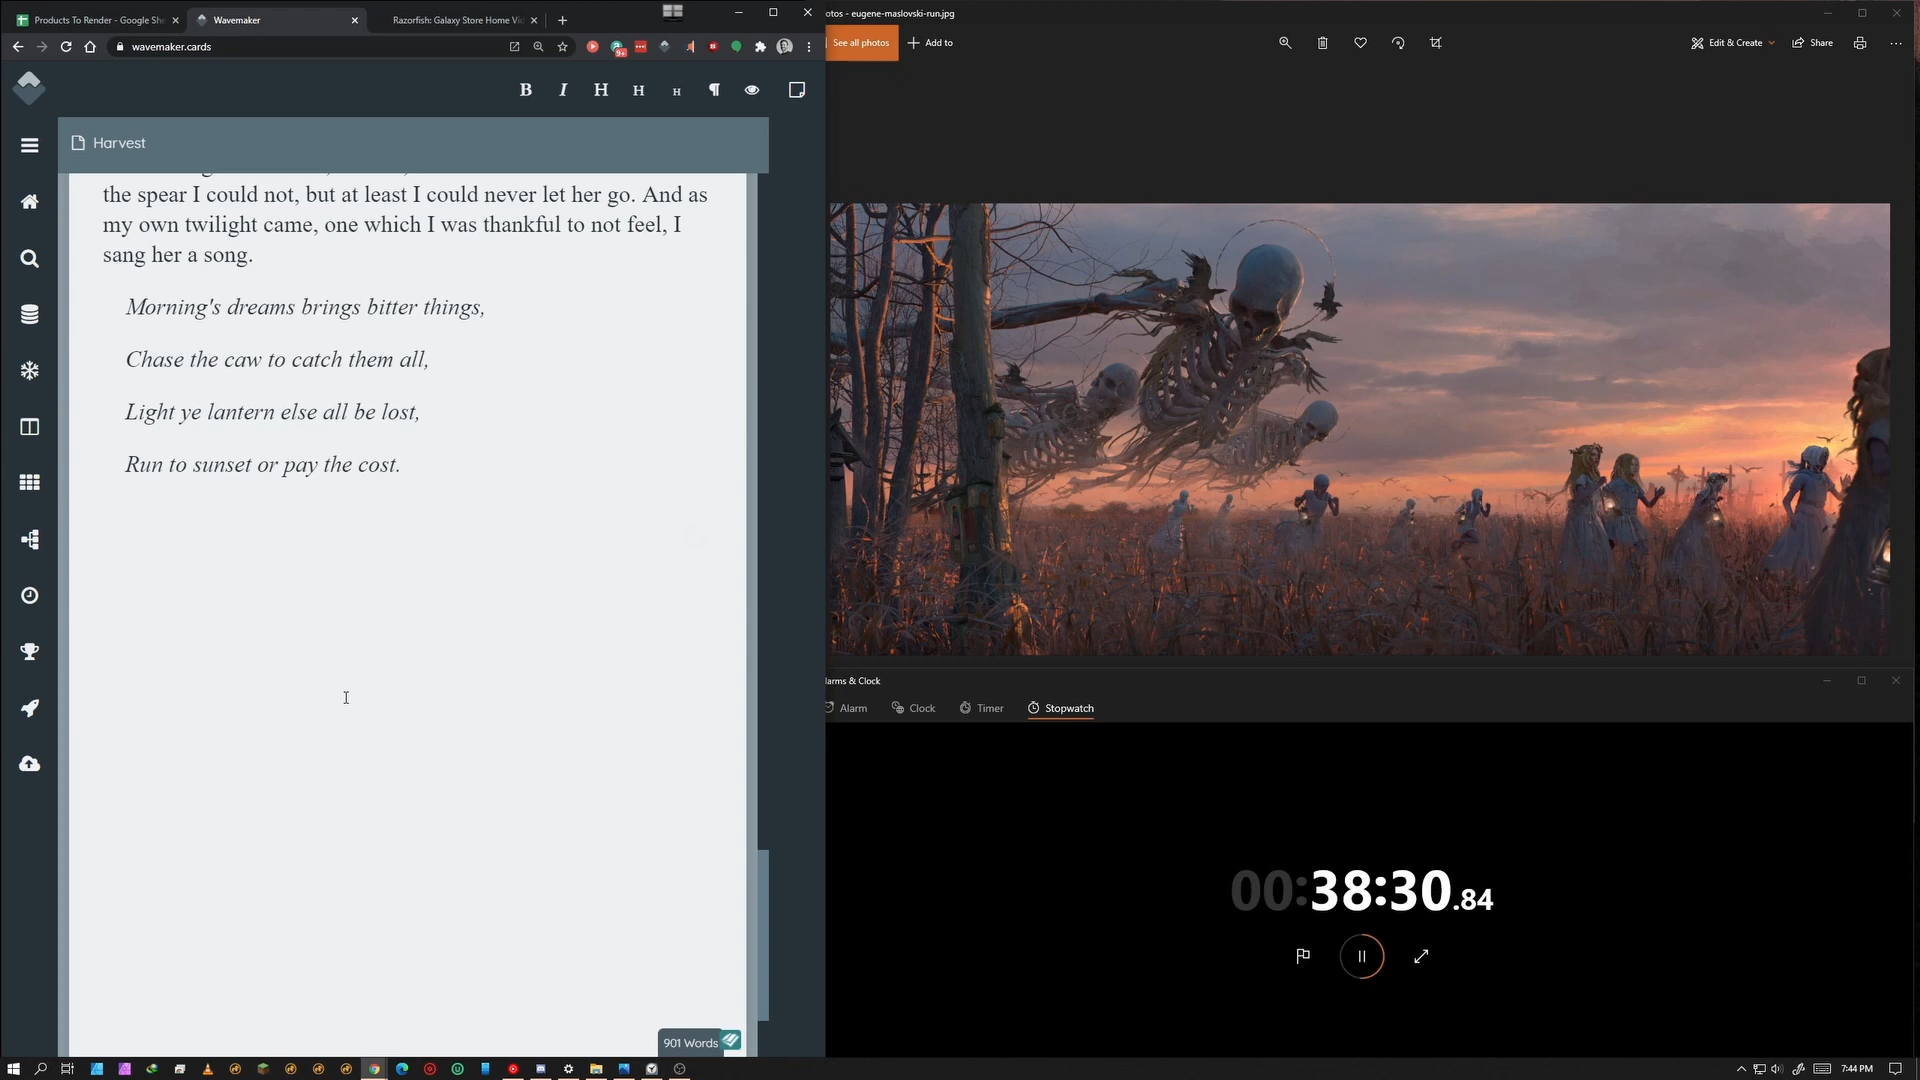 Products To Render - Google She
Wavemaker
Razorfish: Galaxy Store Home Vi
wavemaker.cards
9+
B I H H H ¶
Harvest
the spear I could not, but at least I could never let her go. And as
my own twilight came, one which I was thankful to not feel, I
sang her a song.
Morning's dreams brings bitter things,
Chase the caw to catch them all,
Light ye lantern else all be lost,
Run to sunset or pay the cost.
901 Words
otos - eugene-maslovski-run.jpg
See all photos
Add to
Edit & Create
Share
larms & Clock
Alarm
Clock
Timer
Stopwatch
00:38:30.84
7:44 PM